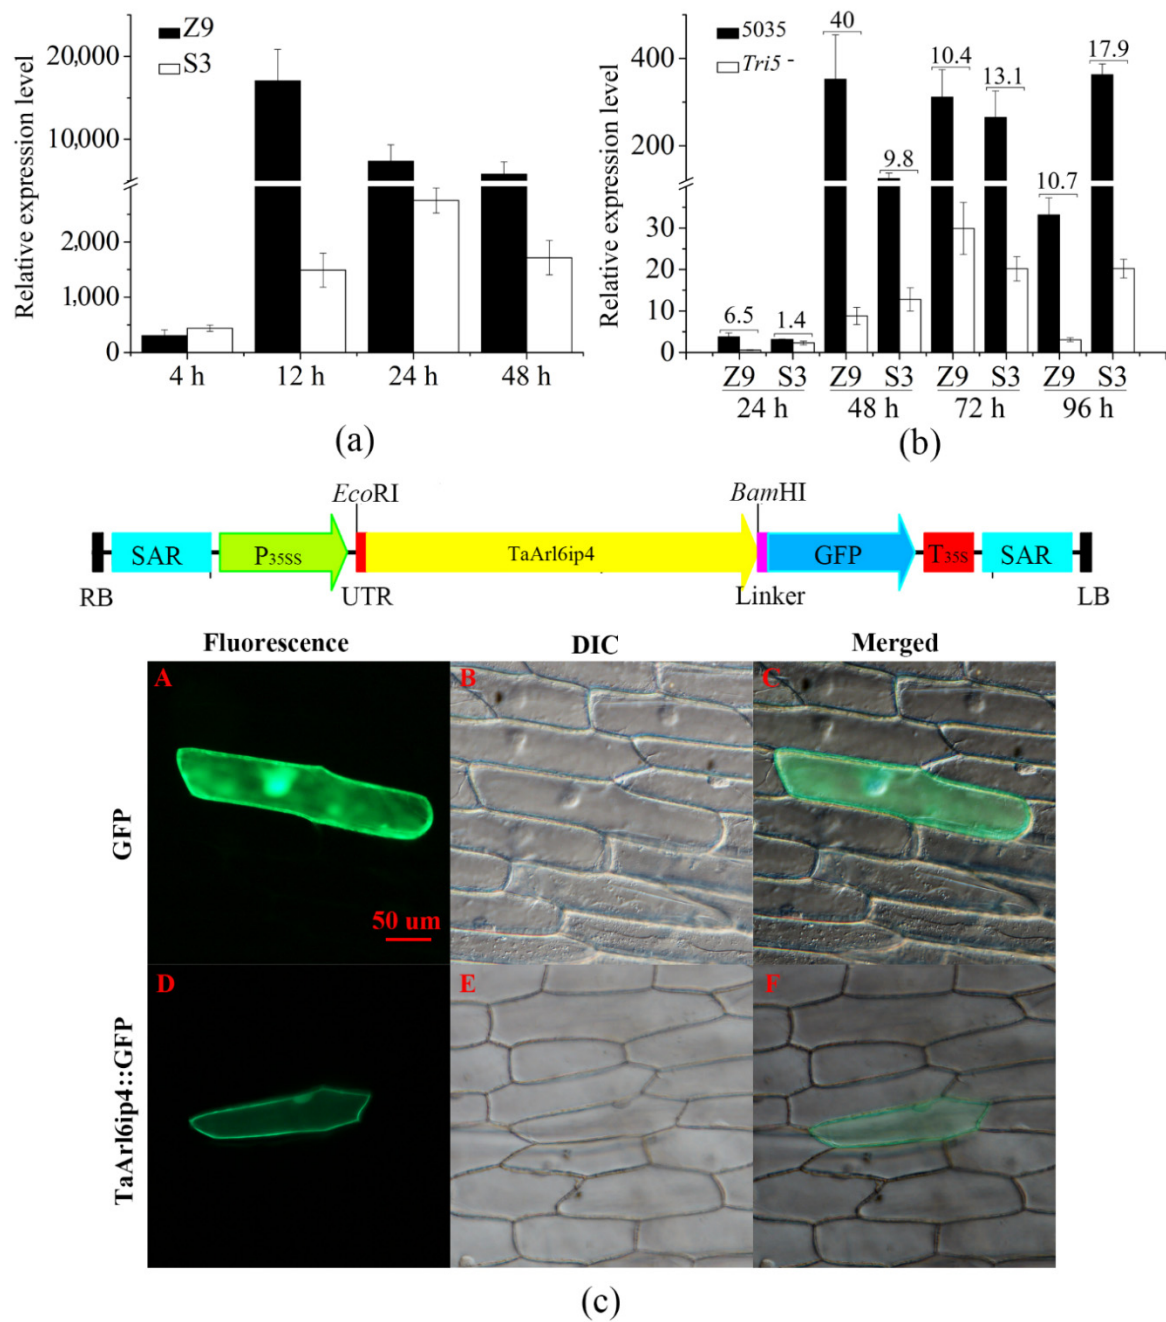 Z9
S3
Relative expression level
20,000
10,000
2,000
1,000
0
4 h 12 h 24 h 48 h
(a)
5035
Tri5 -
Relative expression level
400
200
30
20
10
0
6.5 1.4 40 9.8 10.4 13.1 10.7 17.9
Z9 S3 Z9 S3 Z9 S3 Z9 S3
24 h 48 h 72 h 96 h
(b)
EcoRI BamHI
SAR P35SS TaArl6ip4 GFP T35S SAR
RB UTR Linker LB
Fluorescence DIC Merged
A B C
GFP
50 um
D E F
TaArl6ip4::GFP
(c)